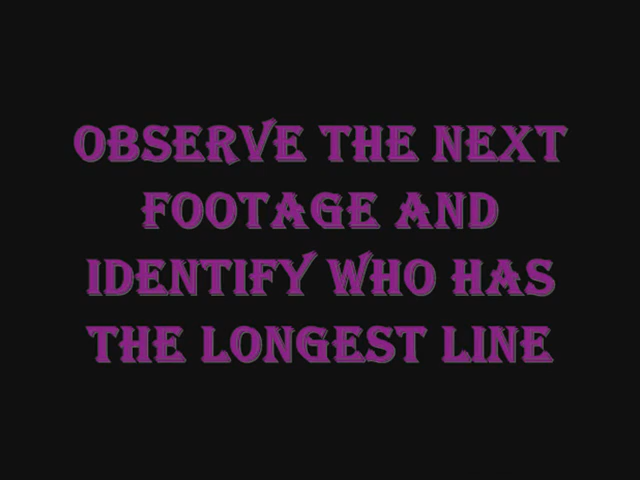 OBSERVE THE NEXT
FOOTAGE AND
IDENTIFY WHO HAS
THE LONGEST LINE